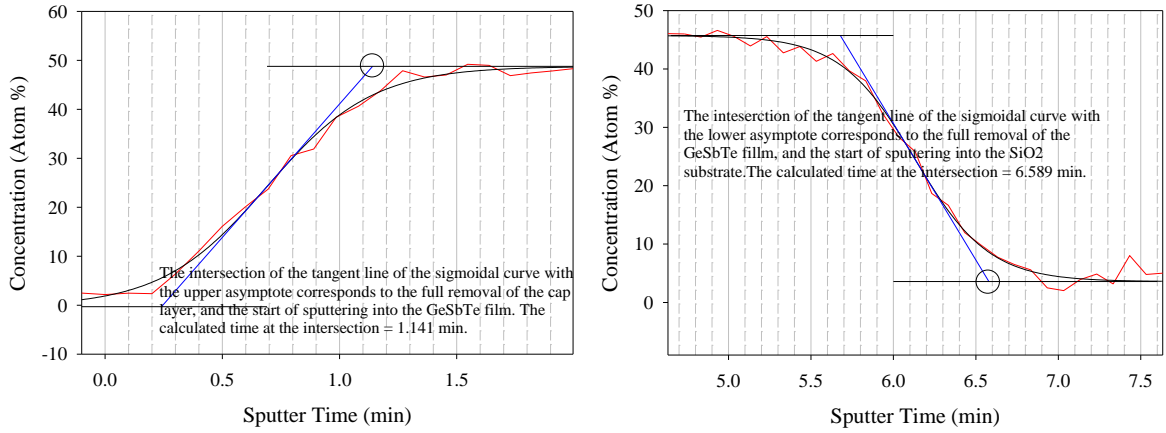 60
50
40
30
20
10
0
-10
Concentration (Atom %)
The intersection of the tangent line of the sigmoidal curve with
the upper asymptote corresponds to the full removal of the cap
layer, and the start of sputtering into the GeSbTe film. The
calculated time at the intersection = 1.141 min.
0.0 0.5 1.0 1.5
Sputter Time (min)
50
40
30
20
10
0
Concentration (Atom %)
The inteserction of the tangent line of the sigmoidal curve with
the lower asymptote corresponds to the full removal of the
GeSbTe fillm, and the start of sputtering into the SiO2
substrate.The calculated time at the intersection = 6.589 min.
5.0 5.5 6.0 6.5 7.0 7.5
Sputter Time (min)